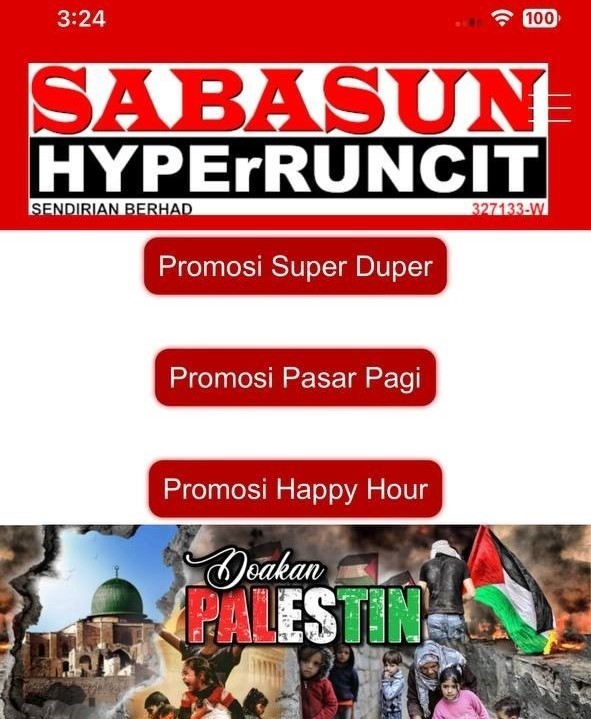 3:24
100
SABASUN
HYPErRUNCIT
SENDIRIAN BERHAD
327133-W
Promosi Super Duper
Promosi Pasar Pagi
Promosi Happy Hour
Doakan
PALESTIN